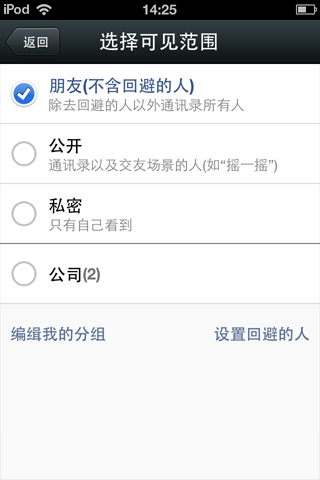 iPod 14:25
返回 选择可见范围
朋友(不含回避的人)
除去回避的人以外通讯录所有人
公开
通讯录以及交友场景的人(如“摇一摇”)
私密
只有自己看到
公司(2)
编缉我的分组 设置回避的人